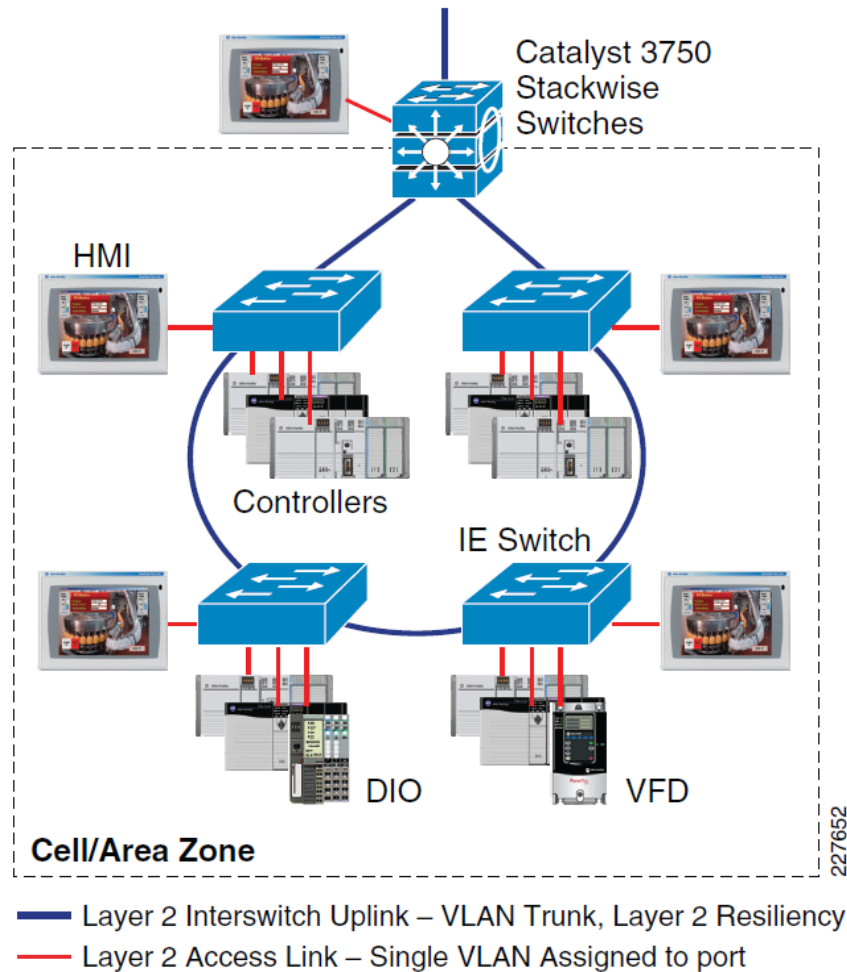 Catalyst 3750
Stackwise
Switches
HMI
Controllers
IE Switch
DIO
VFD
Cell/Area Zone
227652
Layer 2 Interswitch Uplink – VLAN Trunk, Layer 2 Resiliency
Layer 2 Access Link – Single VLAN Assigned to port